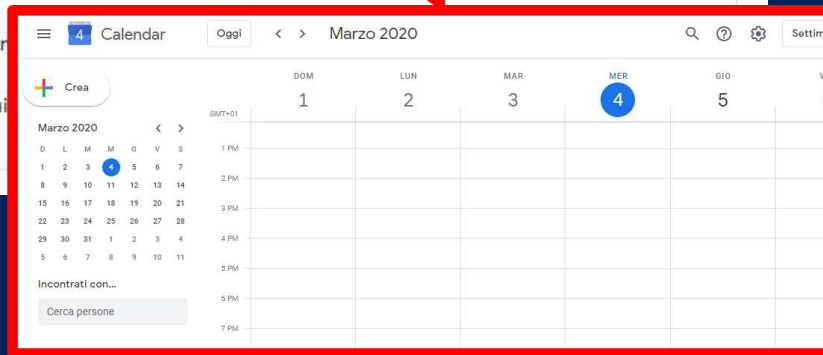 4 Calendar Oggi < > Marzo 2020 Settim
Crea
DOM LUN MAR MER GIO V
1 2 3 4 5
GMT+01
Marzo 2020 < >
D L M M G V S
1 2 3 4 5 6 7
8 9 10 11 12 13 14
15 16 17 18 19 20 21
22 23 24 25 26 27 28
29 30 31 1 2 3 4
5 6 7 8 9 10 11
Incontrati con...
Cerca persone
1 PM
2 PM
3 PM
4 PM
5 PM
6 PM
7 PM